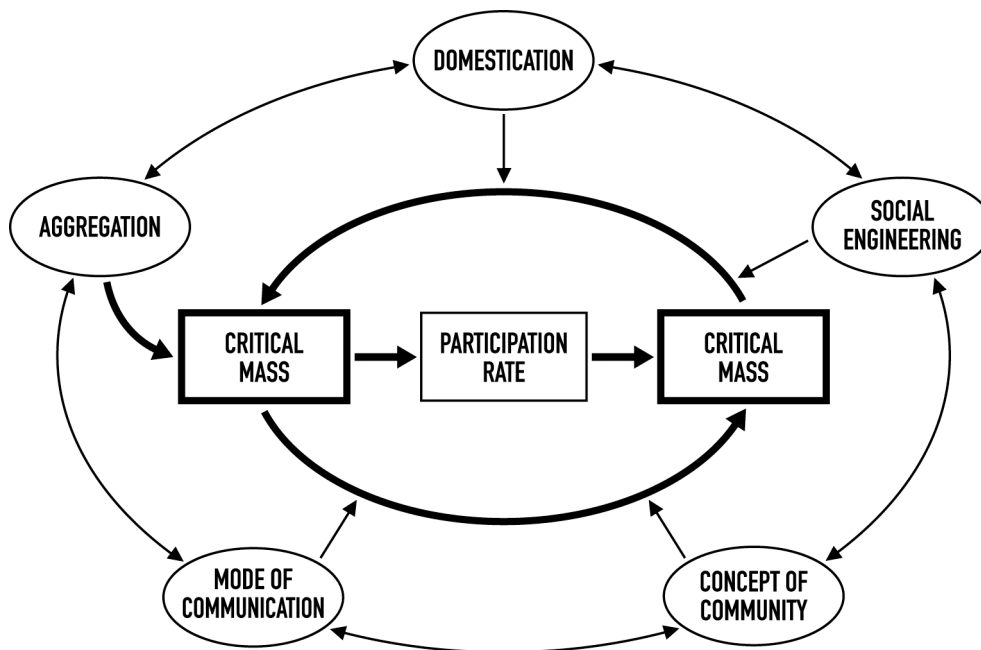 DOMESTICATION
AGGREGATION
SOCIAL
ENGINEERING
CRITICAL
MASS
PARTICIPATION
RATE
CRITICAL
MASS
MODE OF
COMMUNICATION
CONCEPT OF
COMMUNITY